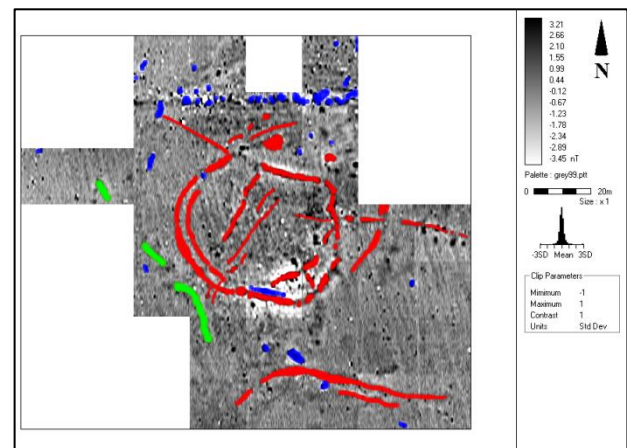 3.21
2.66
2.10
1.55
0.99
0.44
-0.12
-0.67
-1.23
-1.78
-2.34
-2.89
-3.45 nT
N
Palette : grey99.plt
0 20m
Size : x 1
-3SD Mean 3SD
Clip Parameters
Minimum -1
Maximum 1
Contrast 1
Units Std Dev